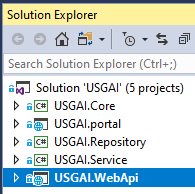 Solution Explorer
Search Solution Explorer (Ctrl+;)
Solution 'USGAI' (5 projects)
C# USGAI.Core
USGAI.portal
C# USGAI.Repository
C# USGAI.Service
USGAI.WebApi